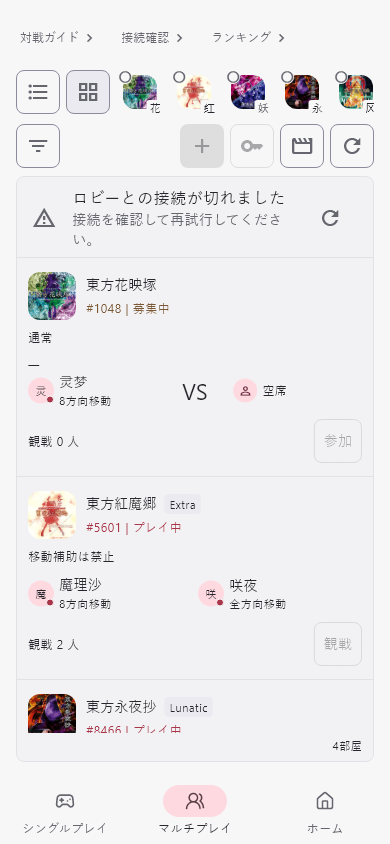 対戦ガイド
接続確認
ランキング
花
紅
妖
永
ロビーとの接続が切れました
接続を確認して再試行してくださ
い。
東方花映塚
#1048 | 募集中
通常
—
灵
灵梦
8方向移動
VS
空席
観戦 0 人
参加
東方紅魔郷
Extra
#5601 | プレイ中
移動補助は禁止
魔
魔理沙
8方向移動
咲
咲夜
全方向移動
観戦 2 人
観戦
東方永夜抄
Lunatic
#8466 | プレイ中
4部屋
シングルプレイ
マルチプレイ
ホーム